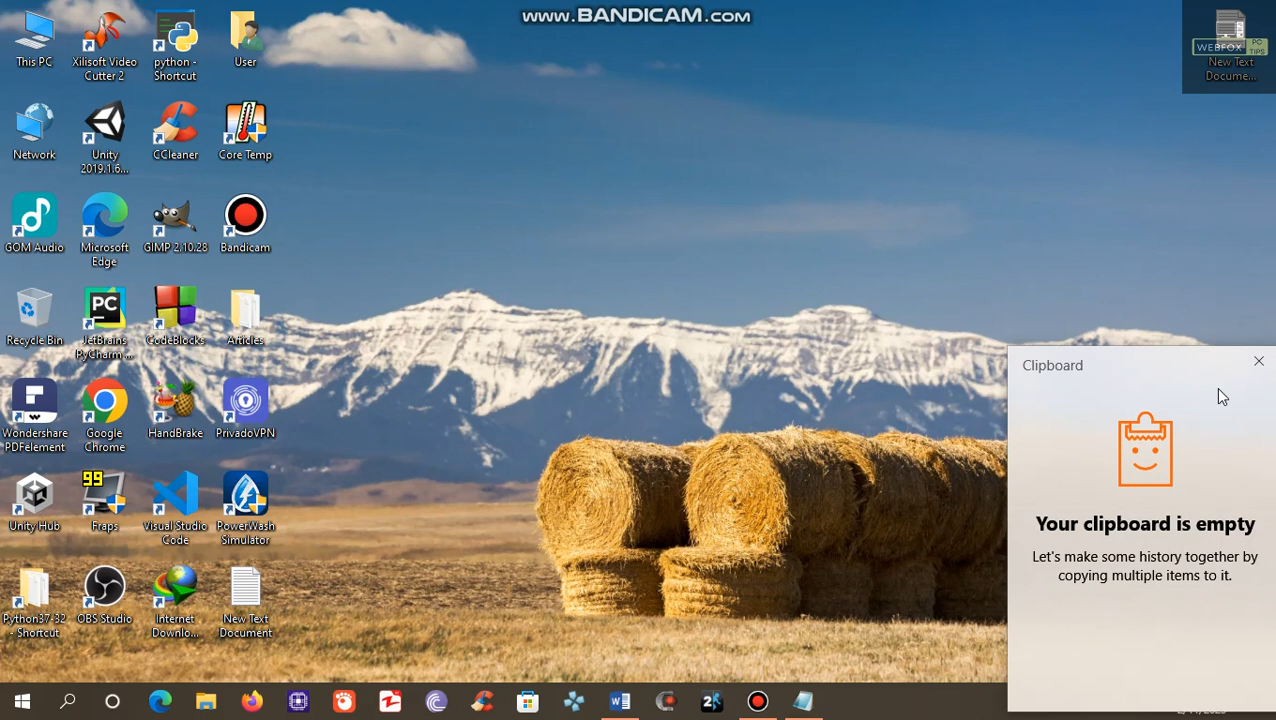 www.BANDICAM.com
This PC
Xilisoft Video
Cutter 2
python -
Shortcut
User
WEBFOX
PC
TIPS
New Text
Docume...
Network
Unity
2019.1.6...
CCleaner
Core Temp
GOM Audio
Microsoft
Edge
GIMP 2.10.28
Bandicam
PC
Recycle Bin
JetBrains
PyCharm...
CodeBlocks
Articles
Wondershare
PDFelement
Google
Chrome
HandBrake
PrivadoVPN
99
Unity Hub
Fraps
Visual Studio
Code
PowerWash
Simulator
Python37-32
- Shortcut
OBS Studio
Internet
Downlo...
New Text
Document
Clipboard
Your clipboard is empty
Let's make some history together by
copying multiple items to it.